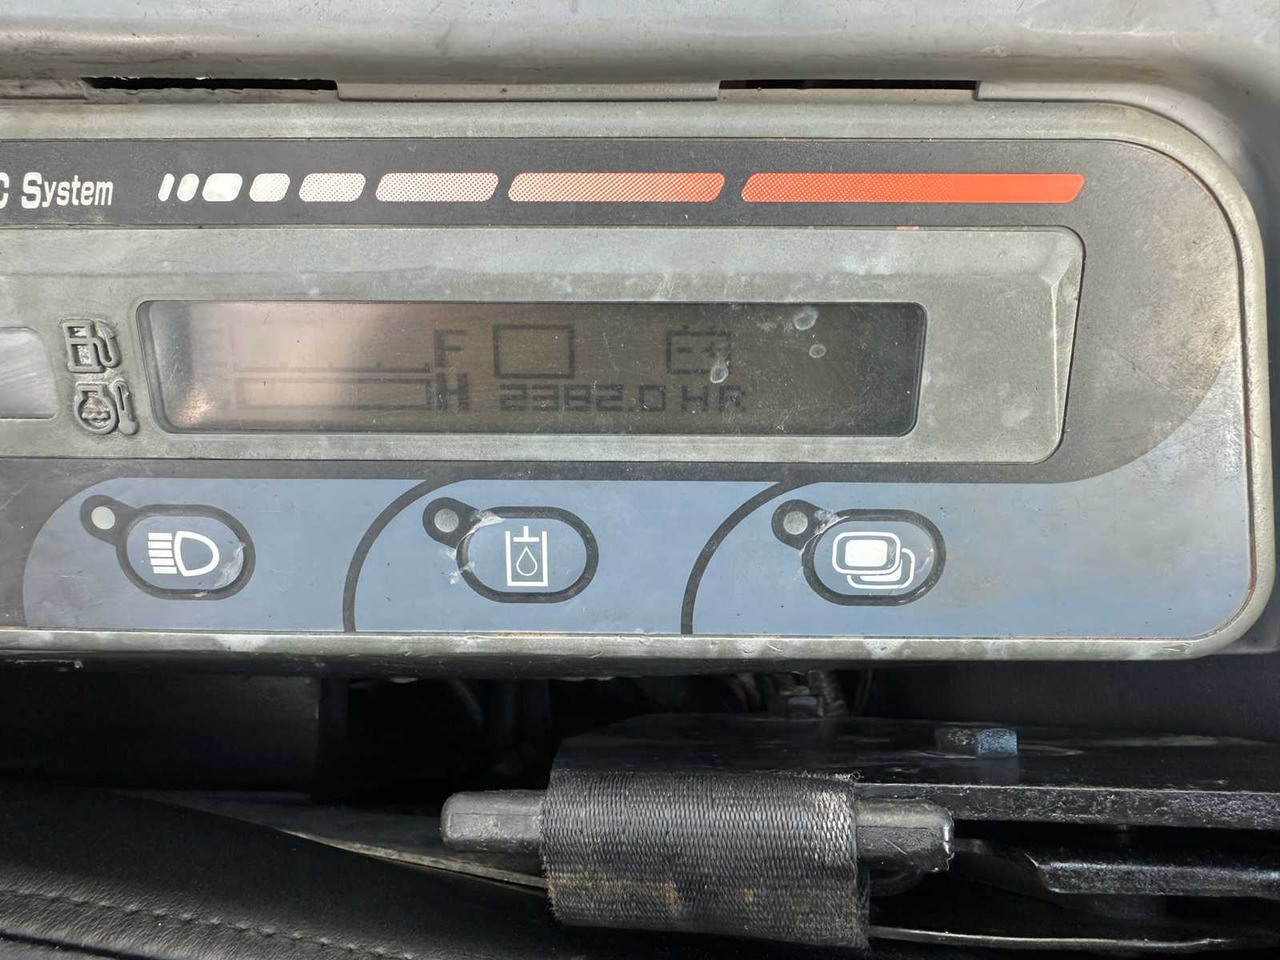 C System
F
H 2382.0 HR